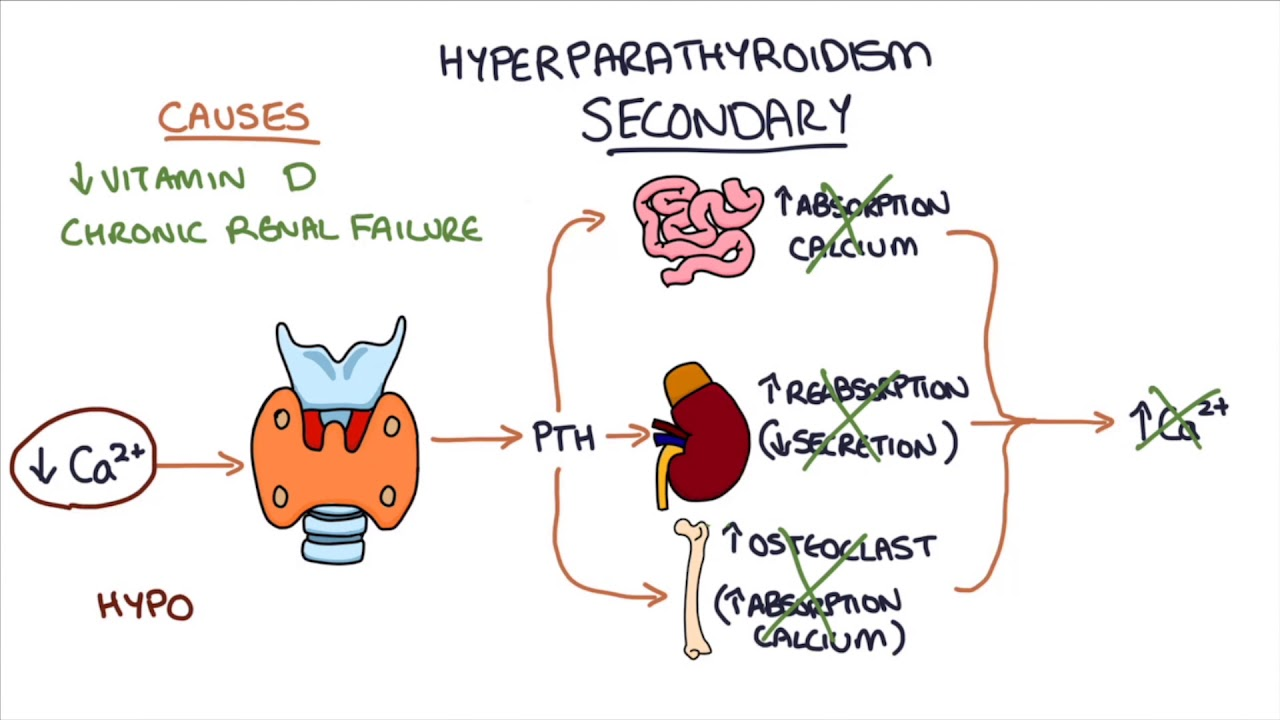 HYPERPARATHYROIDISM
SECONDARY
CAUSES
↓ VITAMIN D
CHRONIC RENAL FAILURE
↑ ABSORPTION
CALCIUM
↓ Ca²⁺
PTH
↑ REABSORPTION
(↓ SECRETION)
↑ Ca²⁺
↑ OSTEOCLAST
(↑ ABSORPTION
CALCIUM)
HYPO